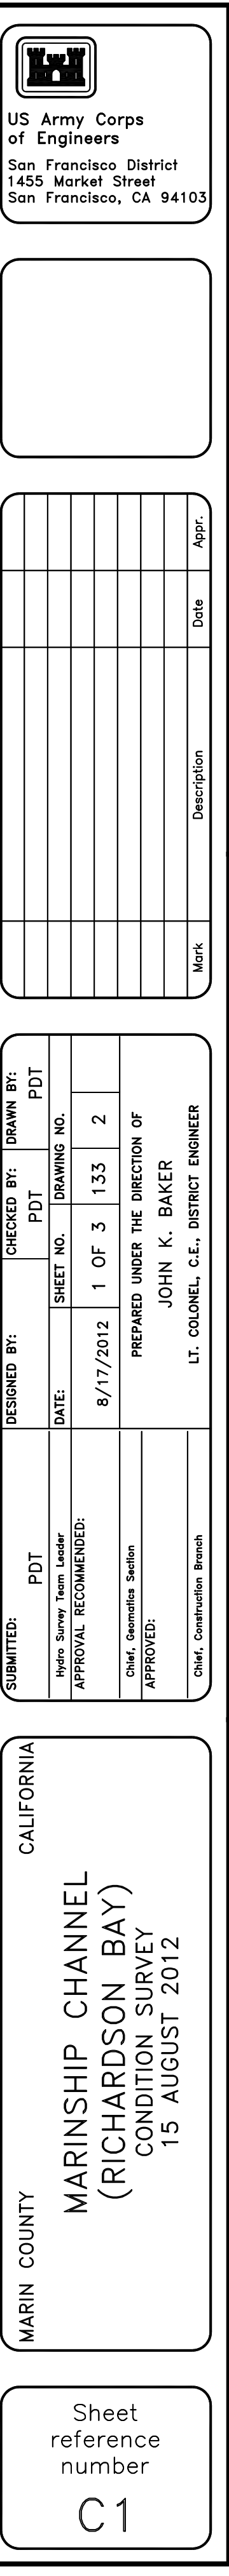 US Army Corps
of Engineers
San Francisco District
1455 Market Street
San Francisco, CA 94103
Mark Description Date Appr.
SUBMITTED:
PDT
Hydro Survey Team Leader
APPROVAL RECOMMENDED:
Chief, Geomatics Section
APPROVED:
Chief, Construction Branch
DESIGNED BY:
CHECKED BY:
PDT
DRAWN BY:
PDT
DATE:
8/17/2012
SHEET NO.
1 OF 3
DRAWING NO.
133 2
PREPARED UNDER THE DIRECTION OF
JOHN K. BAKER
LT. COLONEL, C.E., DISTRICT ENGINEER
MARIN COUNTY CALIFORNIA
MARINSHIP CHANNEL
(RICHARDSON BAY)
CONDITION SURVEY
15 AUGUST 2012
Sheet
reference
number
C1